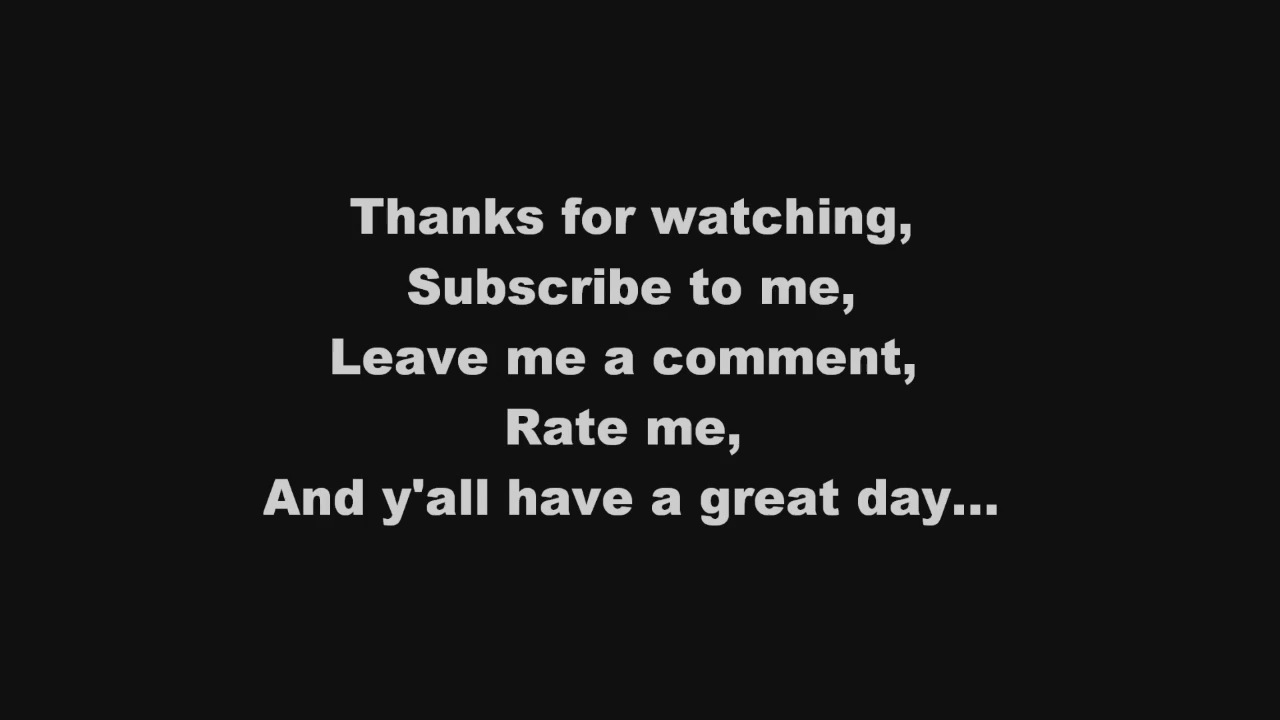 Thanks for watching,
Subscribe to me,
Leave me a comment,
Rate me,
And y'all have a great day...